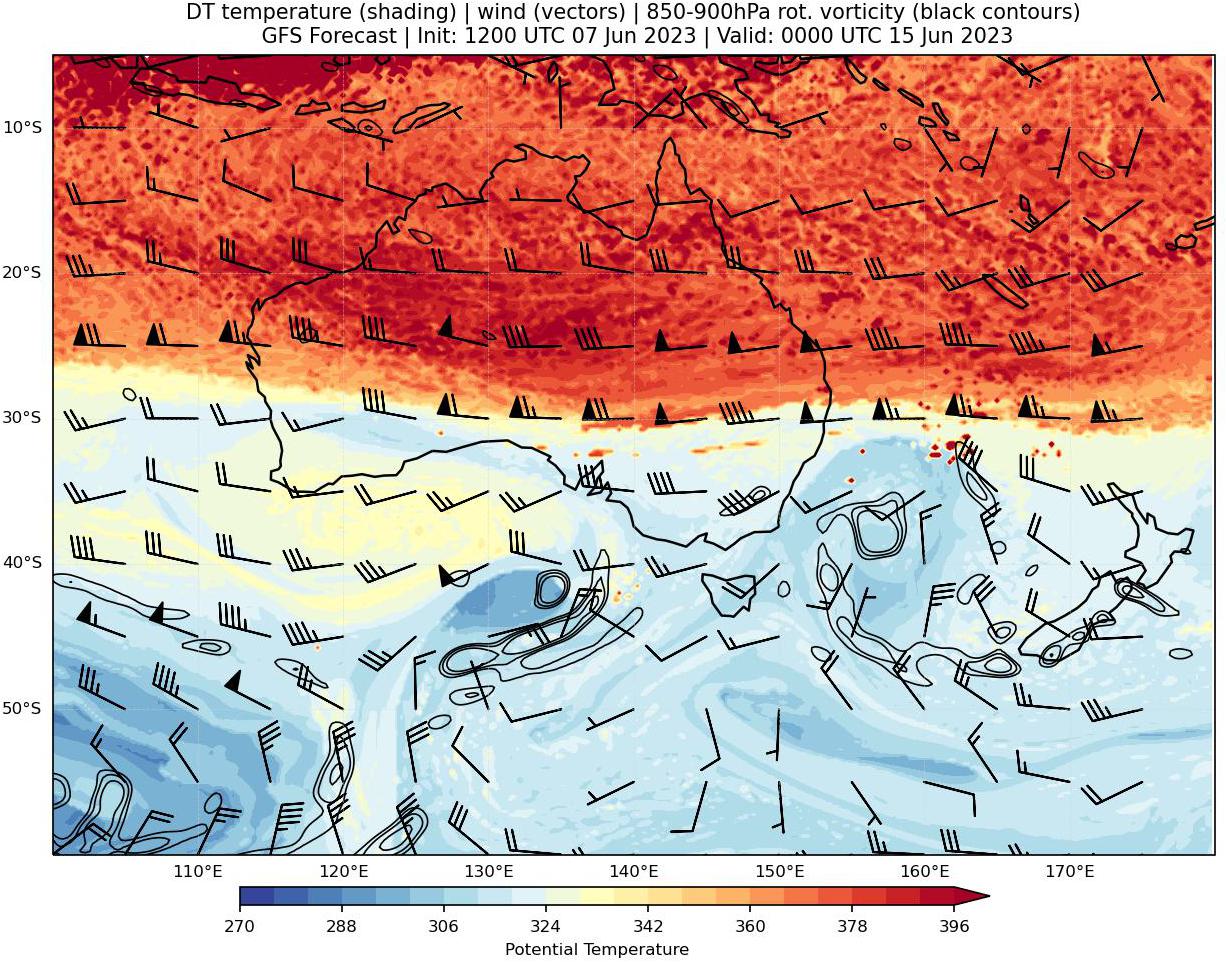 DT temperature (shading) | wind (vectors) | 850-900hPa rot. vorticity (black contours)
GFS Forecast | Init: 1200 UTC 07 Jun 2023 | Valid: 0000 UTC 15 Jun 2023
10°S
20°S
30°S
40°S
50°S
110°E 120°E 130°E 140°E 150°E 160°E 170°E
270 288 306 324 342 360 378 396
Potential Temperature